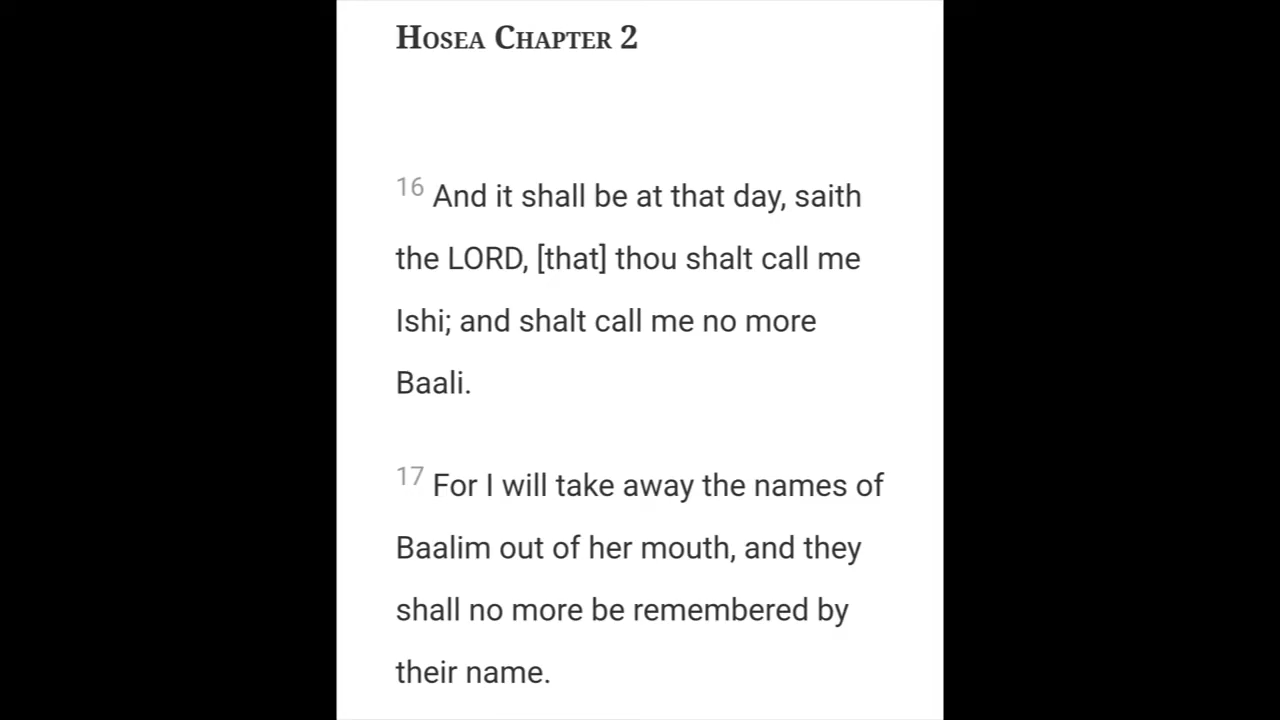 Hosea Chapter 2
16 And it shall be at that day, saith
the LORD, [that] thou shalt call me
Ishi; and shalt call me no more
Baali.
17 For I will take away the names of
Baalim out of her mouth, and they
shall no more be remembered by
their name.